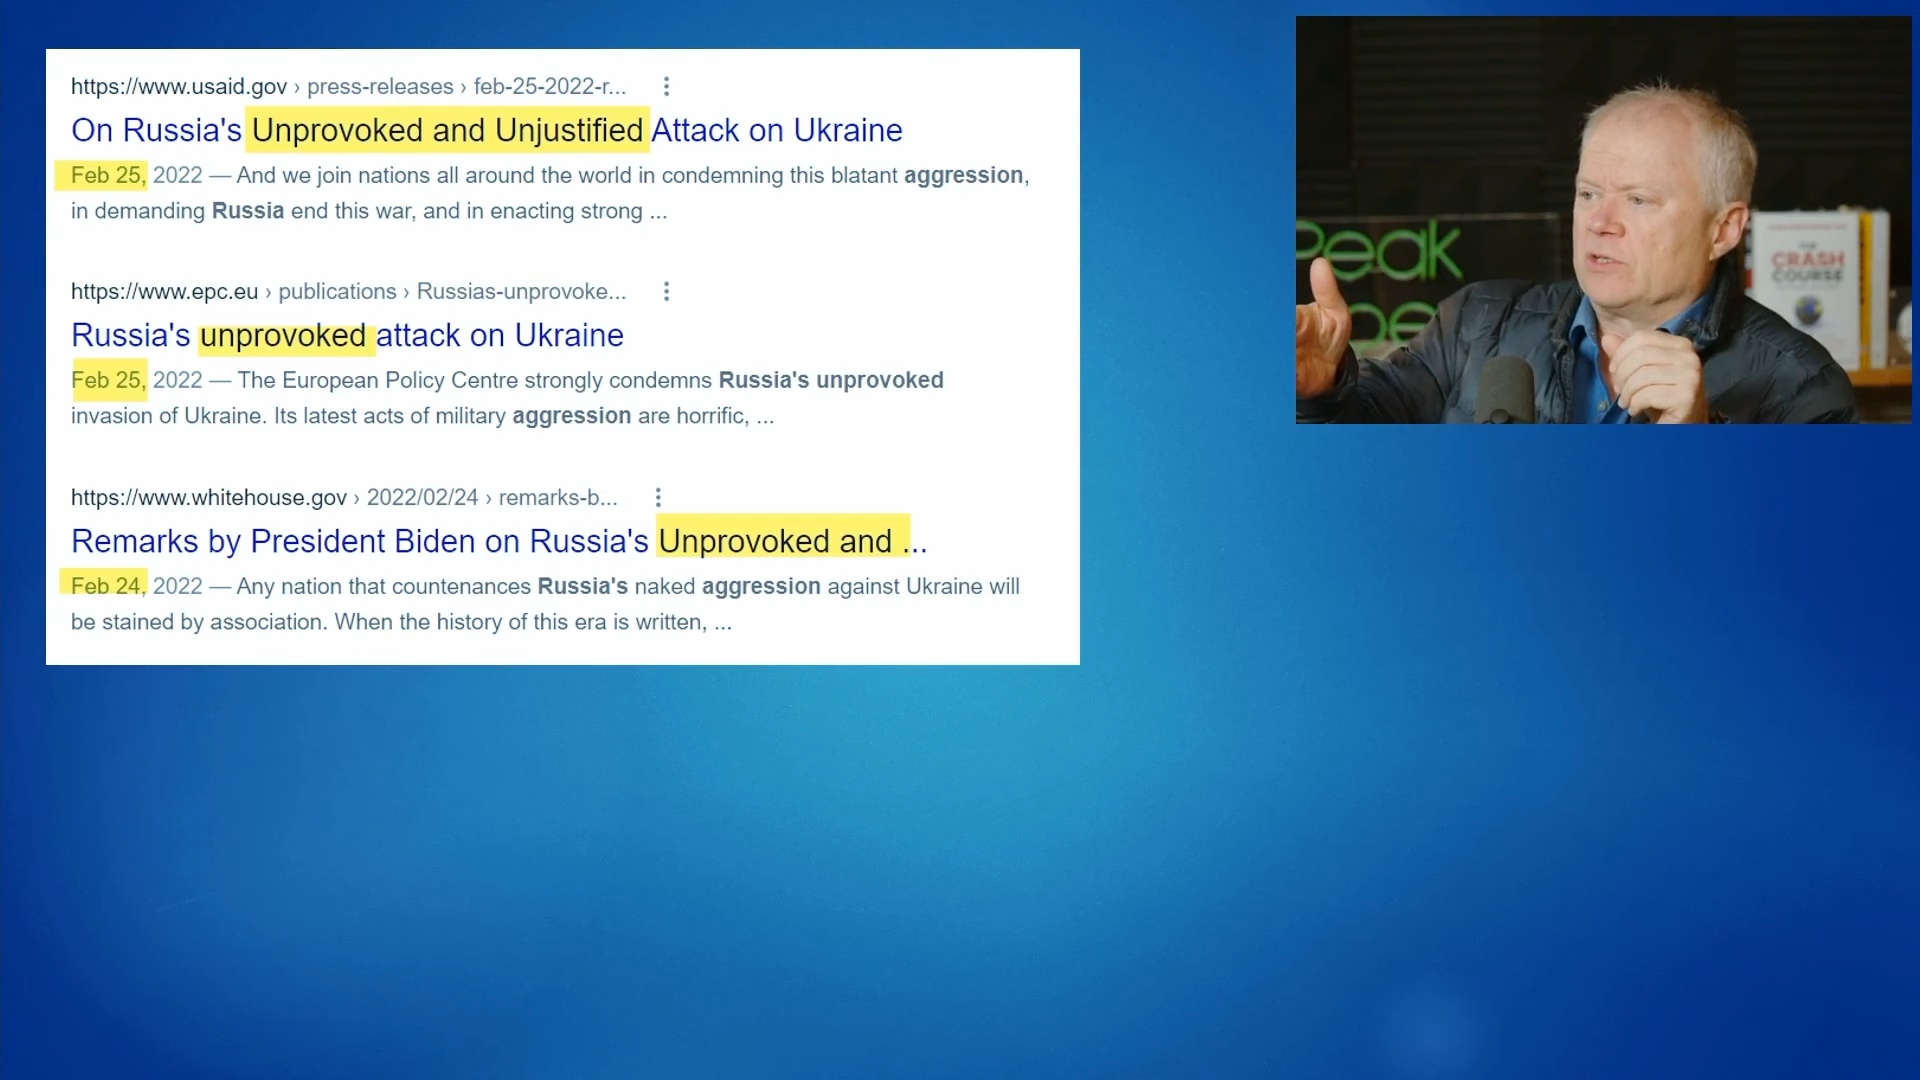 https://www.usaid.gov › press-releases › feb-25-2022-r...
On Russia's Unprovoked and Unjustified Attack on Ukraine
Feb 25, 2022 — And we join nations all around the world in condemning this blatant aggression,
in demanding Russia end this war, and in enacting strong ...
https://www.epc.eu › publications › Russias-unprovoke...
Russia's unprovoked attack on Ukraine
Feb 25, 2022 — The European Policy Centre strongly condemns Russia's unprovoked
invasion of Ukraine. Its latest acts of military aggression are horrific, ...
https://www.whitehouse.gov › 2022/02/24 › remarks-b...
Remarks by President Biden on Russia's Unprovoked and ...
Feb 24, 2022 — Any nation that countenances Russia's naked aggression against Ukraine will
be stained by association. When the history of this era is written, ...
Peak
THE
CRASH
COURSE